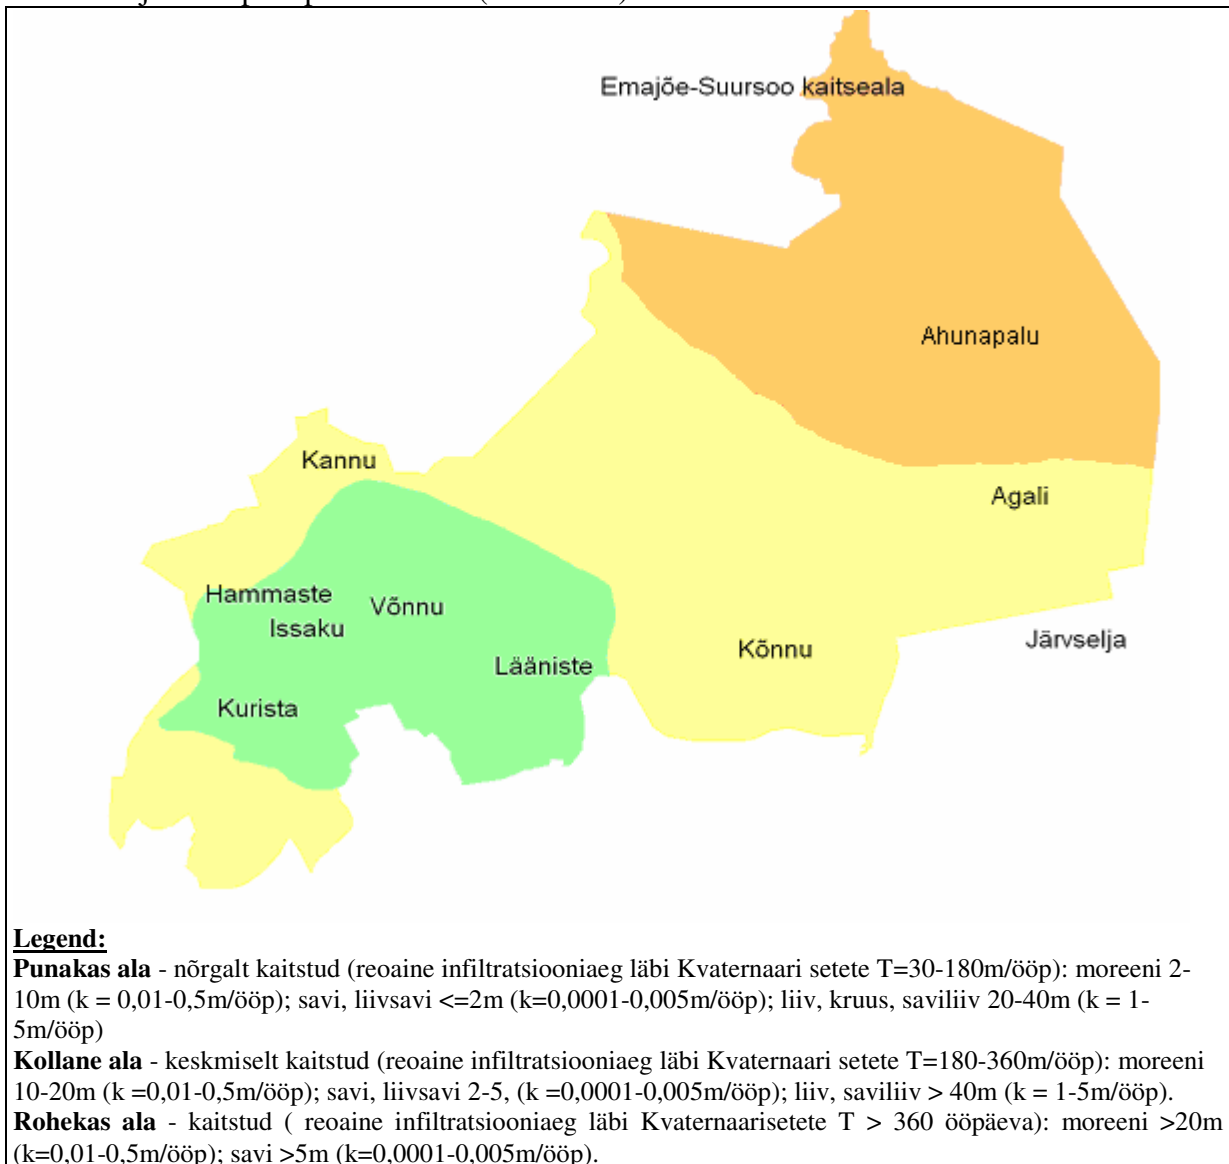 Emajõe-Suursoo kaitseala
Ahunapalu
Kannu
Agali
Hammaste
Võnnu
Issaku
Järvselja
Kõnnu
Lääniste
Kurista
Legend:
Punakas ala - nõrgalt kaitstud (reoaine infiltratsiooniaeg läbi Kvaternaari setete T=30-180m/ööp): moreeni 2-
10m (k = 0,01-0,5m/ööp); savi, liivsavi <=2m (k=0,0001-0,005m/ööp); liiv, kruus, saviliiv 20-40m (k = 1-
5m/ööp)
Kollane ala - keskmiselt kaitstud (reoaine infiltratsiooniaeg läbi Kvaternaari setete T=180-360m/ööp): moreeni
10-20m (k =0,01-0,5m/ööp); savi, liivsavi 2-5, (k =0,0001-0,005m/ööp); liiv, saviliiv > 40m (k = 1-5m/ööp).
Rohekas ala - kaitstud ( reoaine infiltratsiooniaeg läbi Kvaternaarisetete T > 360 ööpäeva): moreeni >20m
(k=0,01-0,5m/ööp); savi >5m (k=0,0001-0,005m/ööp).